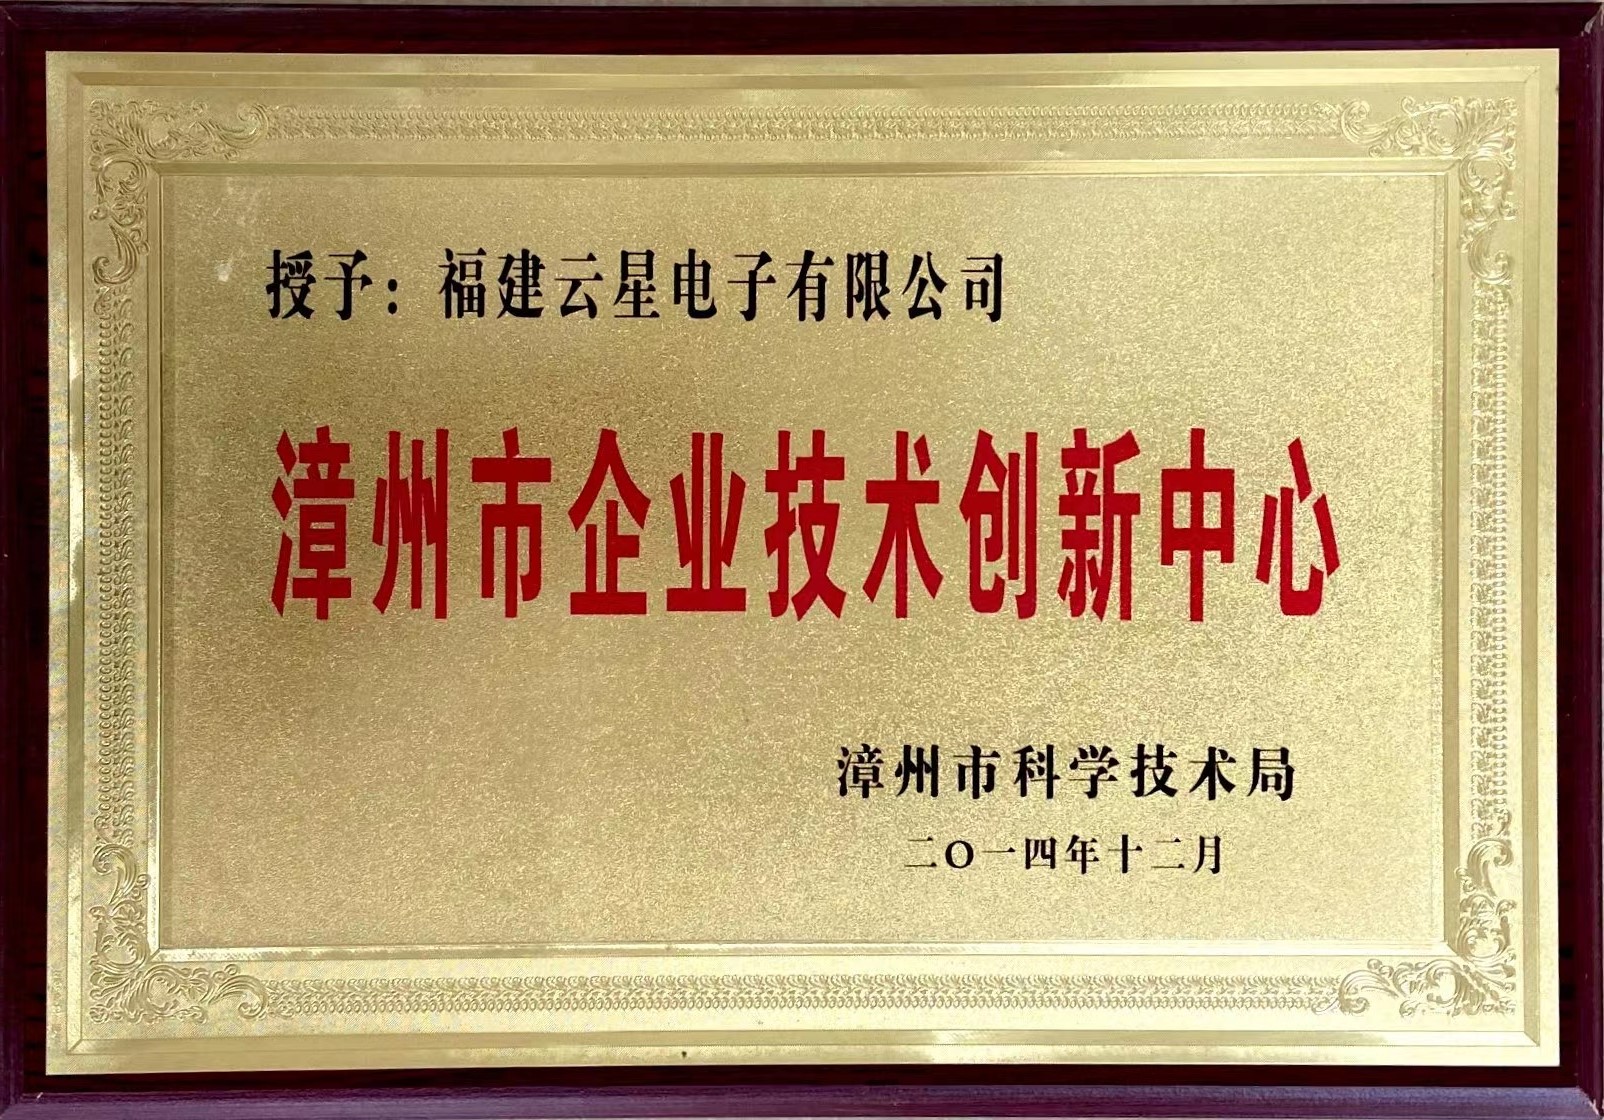 授予：福建云星电子有限公司
漳州市企业技术创新中心
漳州市科学技术局
二〇一四年十二月